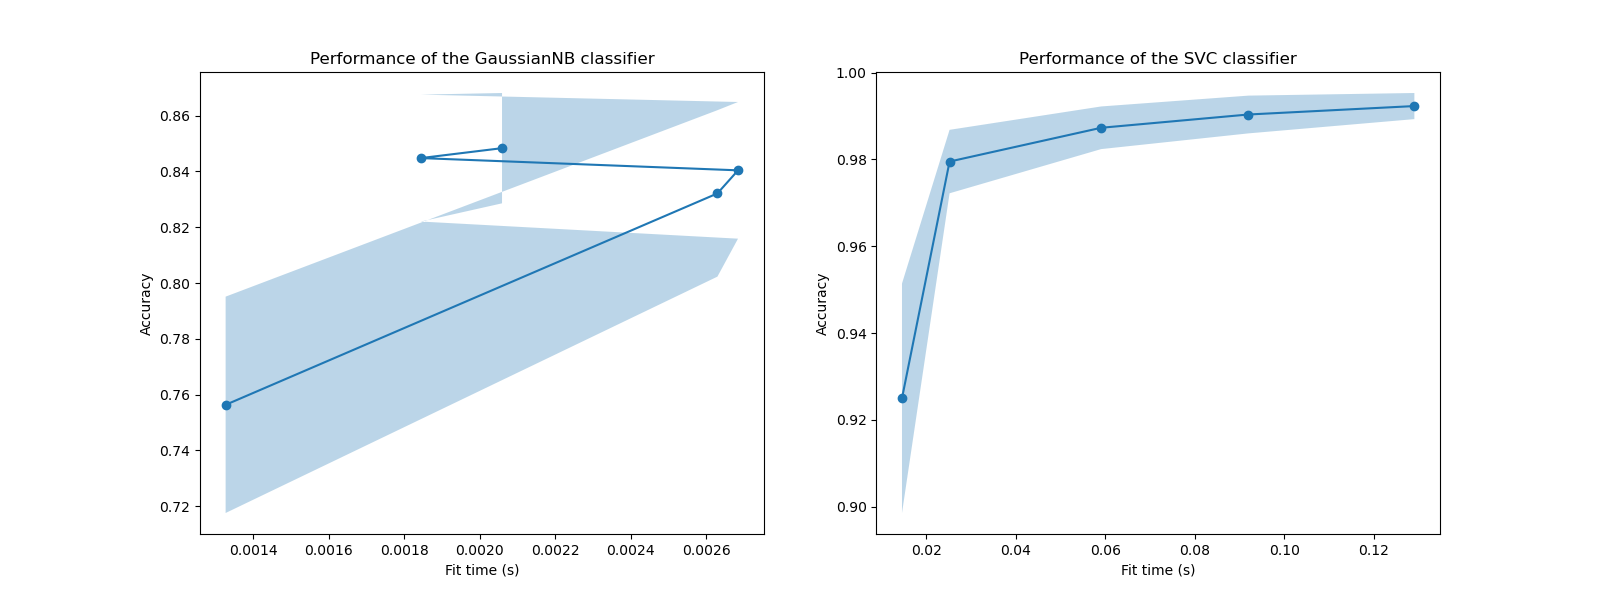 Performance of the GaussianNB classifier
Accuracy
0.86
0.84
0.82
0.80
0.78
0.76
0.74
0.72
0.0014 0.0016 0.0018 0.0020 0.0022 0.0024 0.0026
Fit time (s)
Performance of the SVC classifier
Accuracy
1.00
0.98
0.96
0.94
0.92
0.90
0.02 0.04 0.06 0.08 0.10 0.12
Fit time (s)